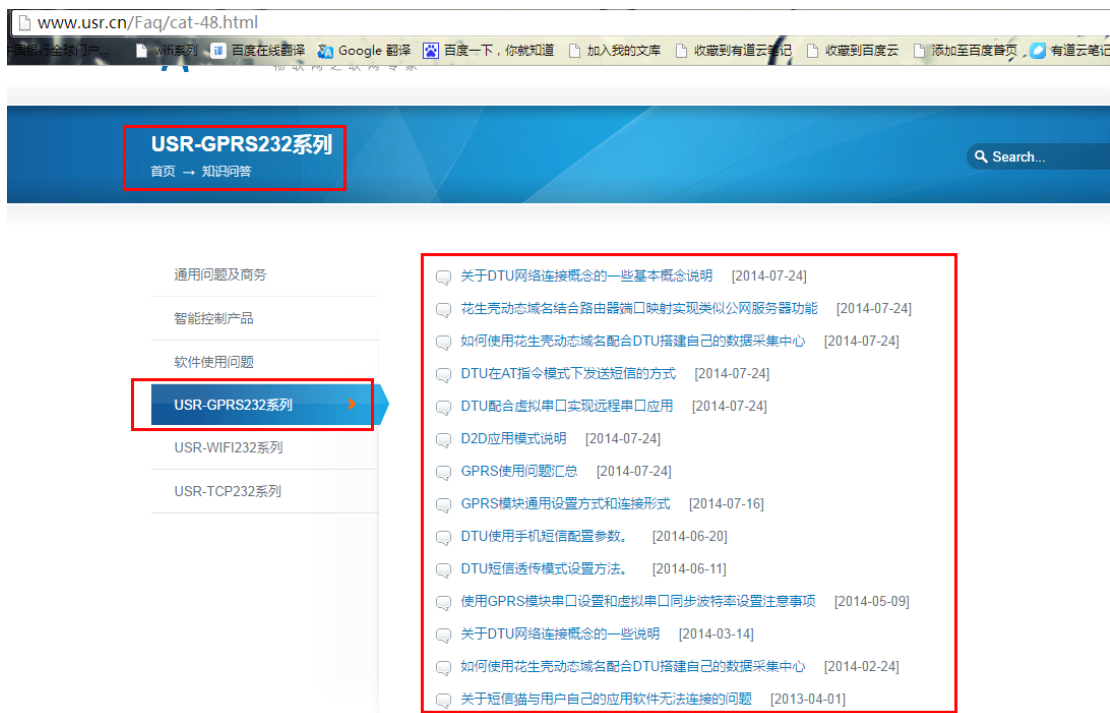 www.usr.cn/Faq/cat-48.html
wifi系列 百度在线翻译 Google 翻译 百度一下，你就知道 加入我的文库 收藏到有道云笔记 收藏到百度云 添加至百度首页 有道云笔记
USR-GPRS232系列
首页 → 知识问答
Search...
通用问题及商务
智能控制产品
软件使用问题
USR-GPRS232系列
USR-WIFI232系列
USR-TCP232系列
关于DTU网络连接概念的一些基本概念说明 [2014-07-24]
花生壳动态域名结合路由器端口映射实现类似公网服务器功能 [2014-07-24]
如何使用花生壳动态域名配合DTU搭建自己的数据采集中心 [2014-07-24]
DTU在AT指令模式下发送短信的方式 [2014-07-24]
DTU配合虚拟串口实现远程串口应用 [2014-07-24]
D2D应用模式说明 [2014-07-24]
GPRS使用问题汇总 [2014-07-24]
GPRS模块通用设置方式和连接形式 [2014-07-16]
DTU使用手机短信配置参数。 [2014-06-20]
DTU短信透传模式设置方法。 [2014-06-11]
使用GPRS模块串口设置和虚拟串口同步波特率设置注意事项 [2014-05-09]
关于DTU网络连接概念的一些说明 [2014-03-14]
如何使用花生壳动态域名配合DTU搭建自己的数据采集中心 [2014-02-24]
关于短信猫与用户自己的应用软件无法连接的问题 [2013-04-01]